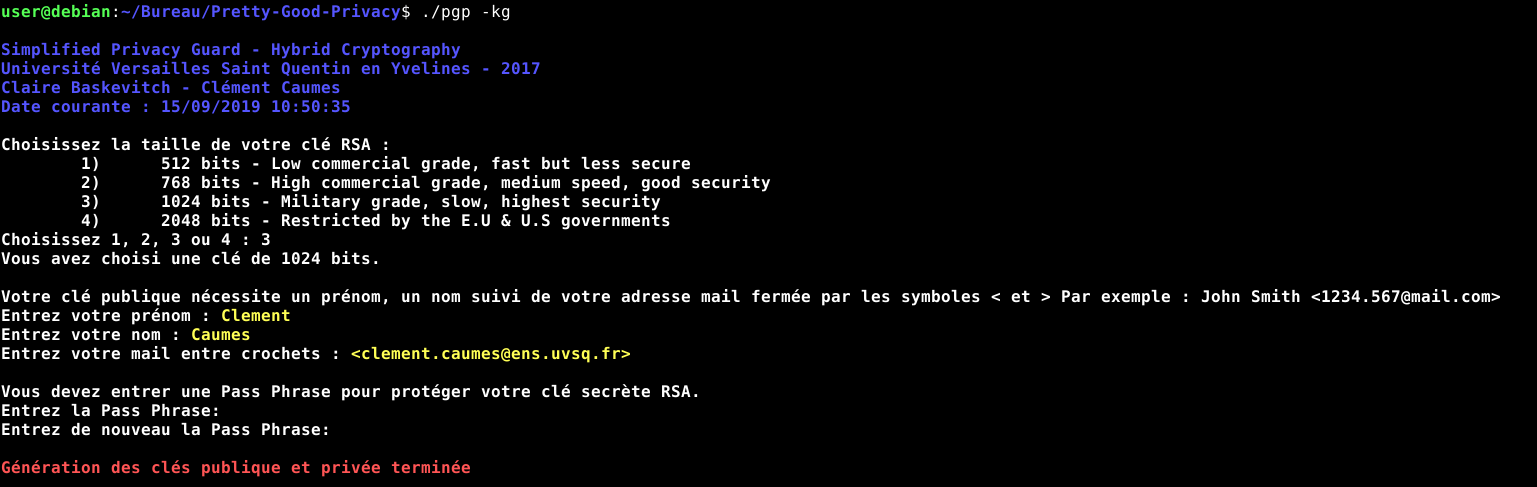 user@debian:~/Bureau/Pretty-Good-Privacy$ ./pgp -kg
Simplified Privacy Guard - Hybrid Cryptography
Université Versailles Saint Quentin en Yvelines - 2017
Claire Baskevitch - Clément Caumes
Date courante : 15/09/2019 10:50:35
Choisissez la taille de votre clé RSA :
1) 512 bits - Low commercial grade, fast but less secure
2) 768 bits - High commercial grade, medium speed, good security
3) 1024 bits - Military grade, slow, highest security
4) 2048 bits - Restricted by the E.U & U.S governments
Choisissez 1, 2, 3 ou 4 : 3
Vous avez choisi une clé de 1024 bits.
Votre clé publique nécessite un prénom, un nom suivi de votre adresse mail fermée par les symboles < et > Par exemple : John Smith <1234.567@mail.com>
Entrez votre prénom : Clement
Entrez votre nom : Caumes
Entrez votre mail entre crochets : <clement.caumes@ens.uvsq.fr>
Vous devez entrer une Pass Phrase pour protéger votre clé secrète RSA.
Entrez la Pass Phrase:
Entrez de nouveau la Pass Phrase:
Génération des clés publique et privée terminée